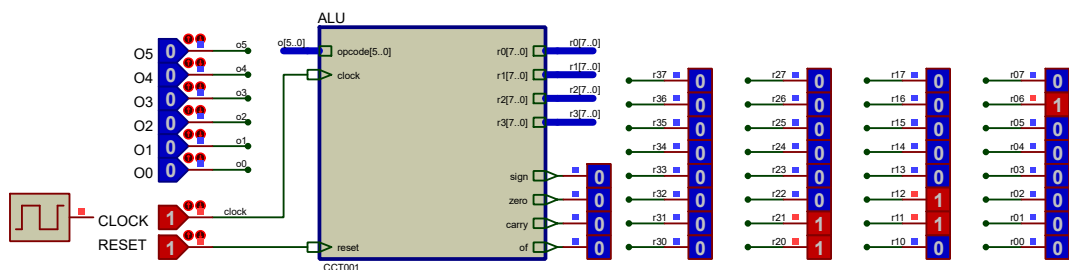 ALU
O5 0 o5 o[5..0] opcode[5..0] r0[7..0] r0[7..0]
O4 0 o4 clock r1[7..0] r1[7..0] r37 0 r27 0 r17 0 r07 0
O3 0 o3 r2[7..0] r2[7..0] r36 0 r26 0 r16 0 r06 1
O2 0 o2 r3[7..0] r3[7..0] r35 0 r25 0 r15 0 r05 0
O1 0 o1 r34 0 r24 0 r14 0 r04 0
O0 0 o0 sign 0 r33 0 r23 0 r13 0 r03 0
zero 0 r32 0 r22 0 r12 1 r02 0
CLOCK 1 clock carry 0 r31 0 r21 1 r11 1 r01 0
RESET 1 reset of 0 r30 0 r20 1 r10 0 r00 0
CCT001